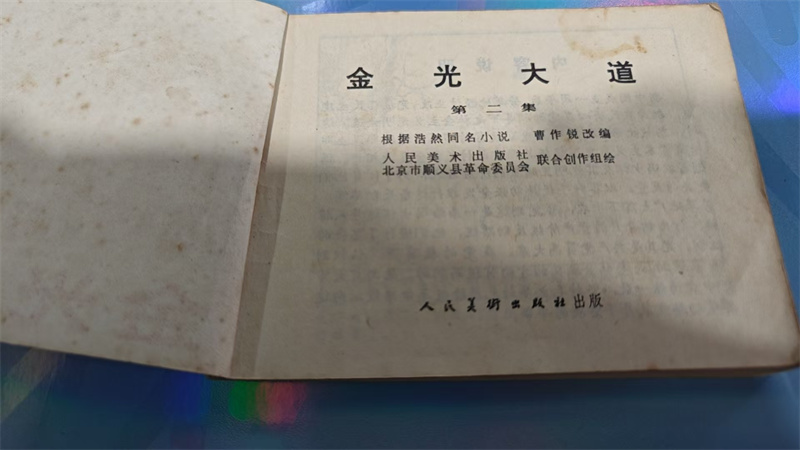 金光大道
第二集
根据浩然同名小说 曹作锐改编
人民美术出版社
北京市顺义县革命委员会 联合创作组绘
人民美術出版社出版